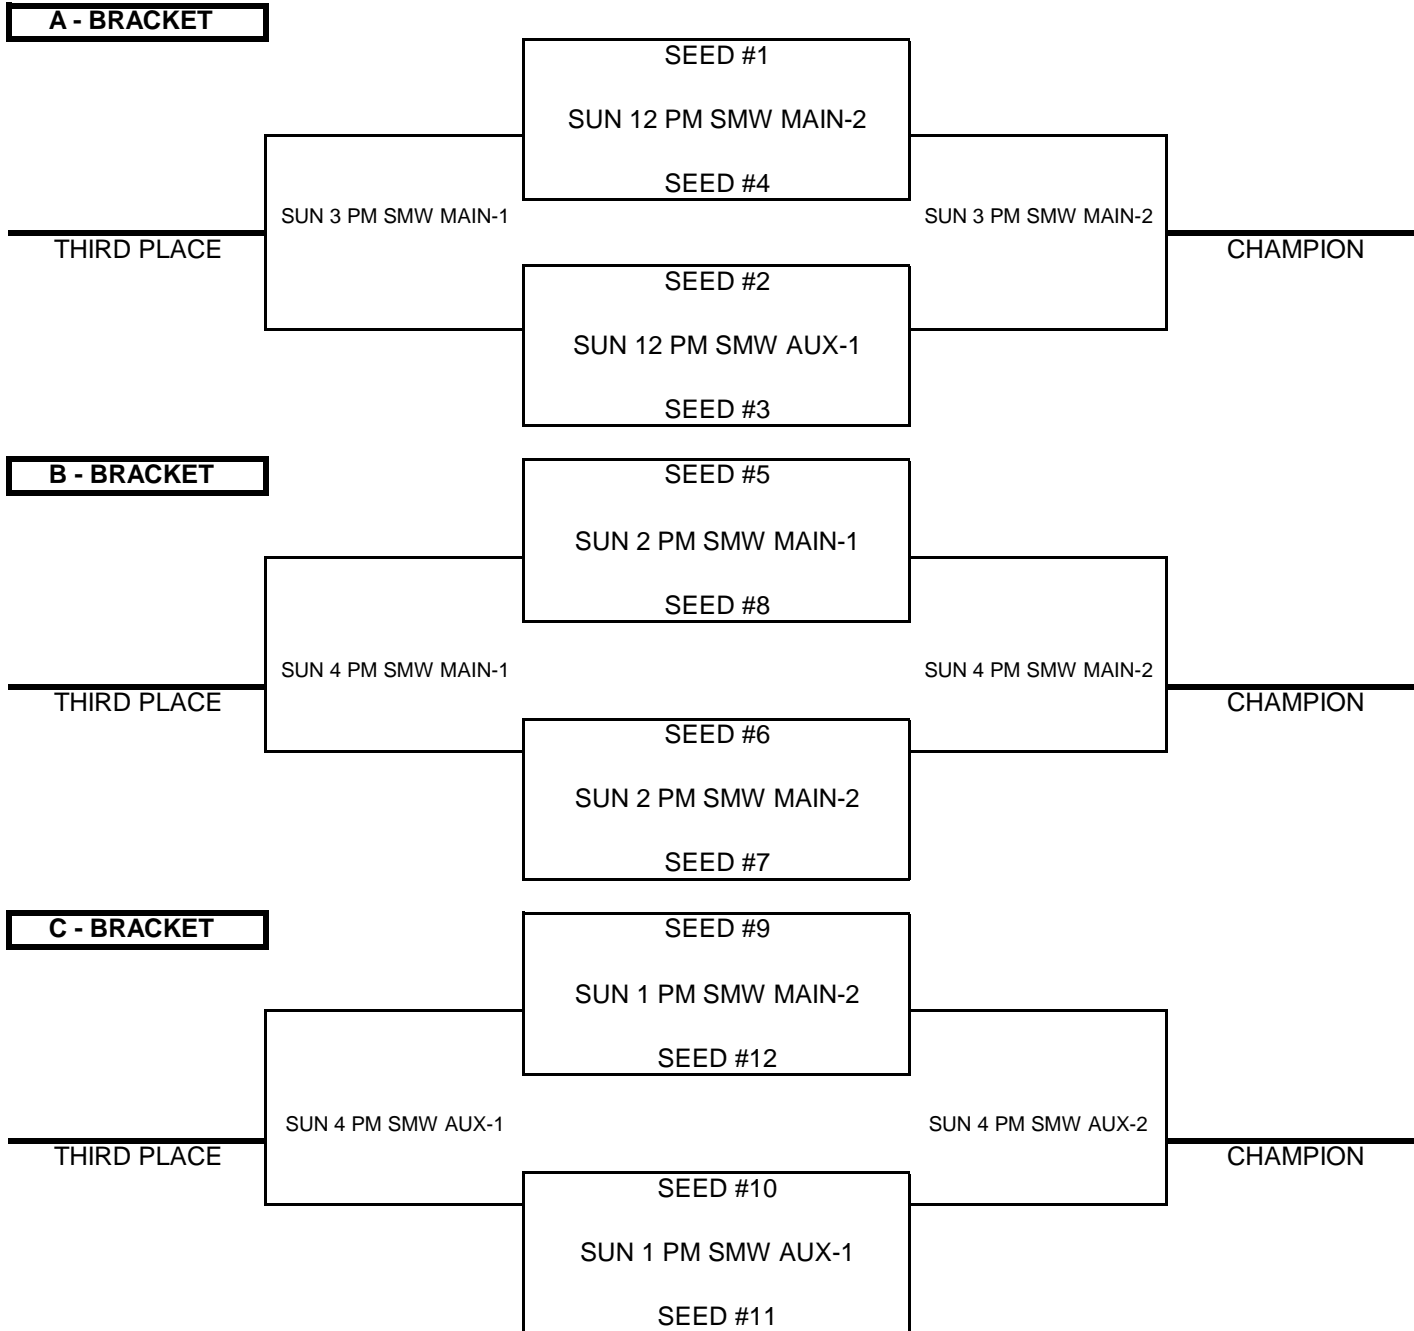 A - BRACKET
SEED #1
SUN 12 PM SMW MAIN-2
SEED #4
SUN 3 PM SMW MAIN-1
SUN 3 PM SMW MAIN-2
THIRD PLACE
CHAMPION
SEED #2
SUN 12 PM SMW AUX-1
SEED #3
B - BRACKET
SEED #5
SUN 2 PM SMW MAIN-1
SEED #8
SUN 4 PM SMW MAIN-1
SUN 4 PM SMW MAIN-2
THIRD PLACE
CHAMPION
SEED #6
SUN 2 PM SMW MAIN-2
SEED #7
C - BRACKET
SEED #9
SUN 1 PM SMW MAIN-2
SEED #12
SUN 4 PM SMW AUX-1
SUN 4 PM SMW AUX-2
THIRD PLACE
CHAMPION
SEED #10
SUN 1 PM SMW AUX-1
SEED #11